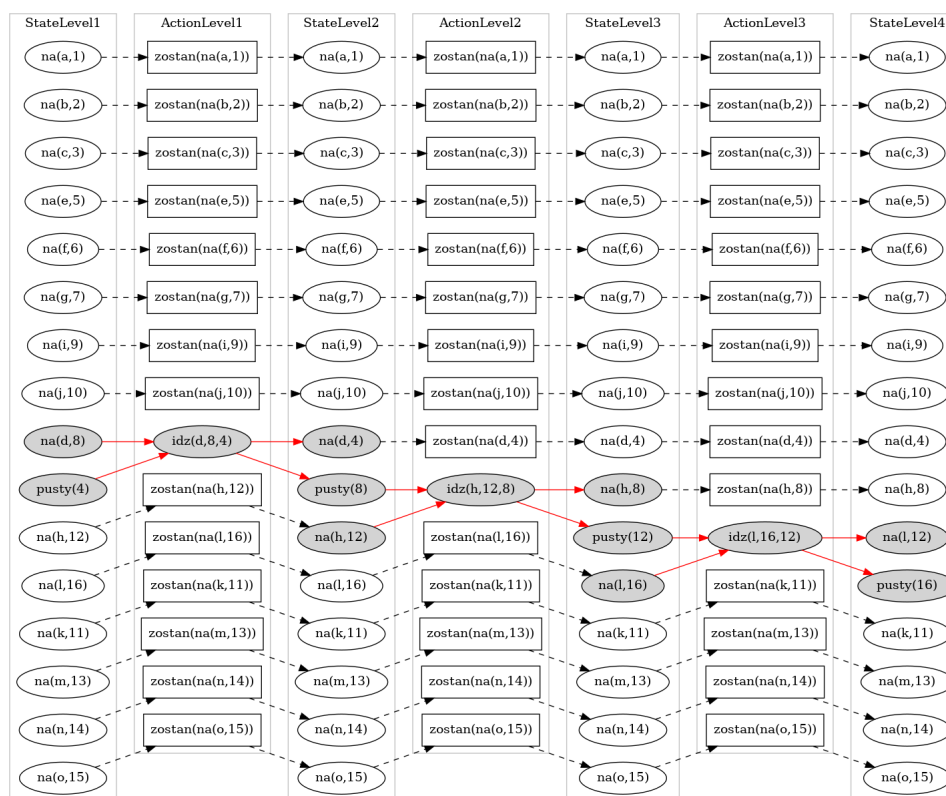 StateLevel1 ActionLevel1 StateLevel2 ActionLevel2 StateLevel3 ActionLevel3 StateLevel4
na(a,1) zostan(na(a,1)) na(a,1) zostan(na(a,1)) na(a,1) zostan(na(a,1)) na(a,1)
na(b,2) zostan(na(b,2)) na(b,2) zostan(na(b,2)) na(b,2) zostan(na(b,2)) na(b,2)
na(c,3) zostan(na(c,3)) na(c,3) zostan(na(c,3)) na(c,3) zostan(na(c,3)) na(c,3)
na(e,5) zostan(na(e,5)) na(e,5) zostan(na(e,5)) na(e,5) zostan(na(e,5)) na(e,5)
na(f,6) zostan(na(f,6)) na(f,6) zostan(na(f,6)) na(f,6) zostan(na(f,6)) na(f,6)
na(g,7) zostan(na(g,7)) na(g,7) zostan(na(g,7)) na(g,7) zostan(na(g,7)) na(g,7)
na(i,9) zostan(na(i,9)) na(i,9) zostan(na(i,9)) na(i,9) zostan(na(i,9)) na(i,9)
na(j,10) zostan(na(j,10)) na(j,10) zostan(na(j,10)) na(j,10) zostan(na(j,10)) na(j,10)
na(d,8) idz(d,8,4) na(d,4) zostan(na(d,4)) na(d,4) zostan(na(d,4)) na(d,4)
pusty(4) zostan(na(h,12)) pusty(8) idz(h,12,8) na(h,8) zostan(na(h,8)) na(h,8)
na(h,12) zostan(na(l,16)) na(h,12) zostan(na(l,16)) pusty(12) idz(l,16,12) na(l,12)
na(l,16) zostan(na(k,11)) na(l,16) zostan(na(k,11)) na(l,16) zostan(na(k,11)) pusty(16)
na(k,11) zostan(na(m,13)) na(k,11) zostan(na(m,13)) na(k,11) zostan(na(m,13)) na(k,11)
na(m,13) zostan(na(n,14)) na(m,13) zostan(na(n,14)) na(m,13) zostan(na(n,14)) na(m,13)
na(n,14) zostan(na(o,15)) na(n,14) zostan(na(o,15)) na(n,14) zostan(na(o,15)) na(n,14)
na(o,15) na(o,15) na(o,15) na(o,15)